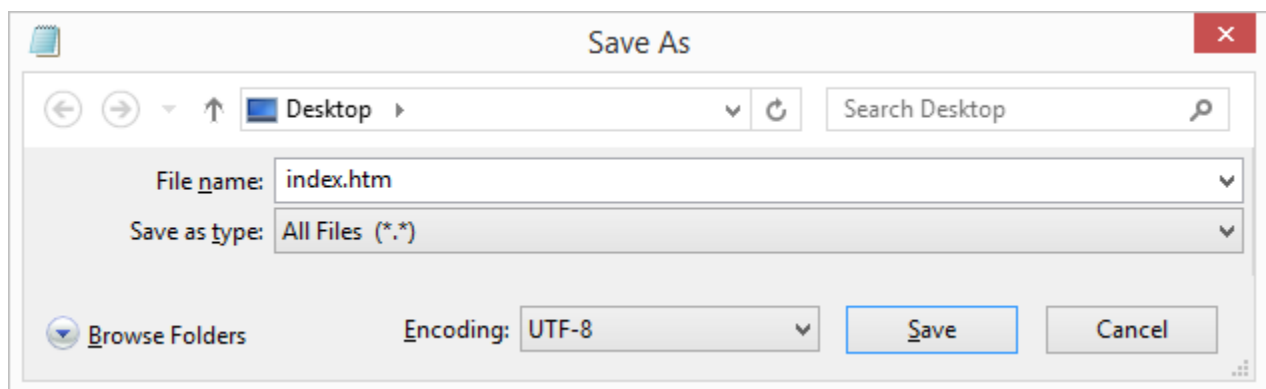 Save As
Desktop
Search Desktop
File name: index.htm
Save as type: All Files (*.*)
Browse Folders
Encoding: UTF-8
Save
Cancel